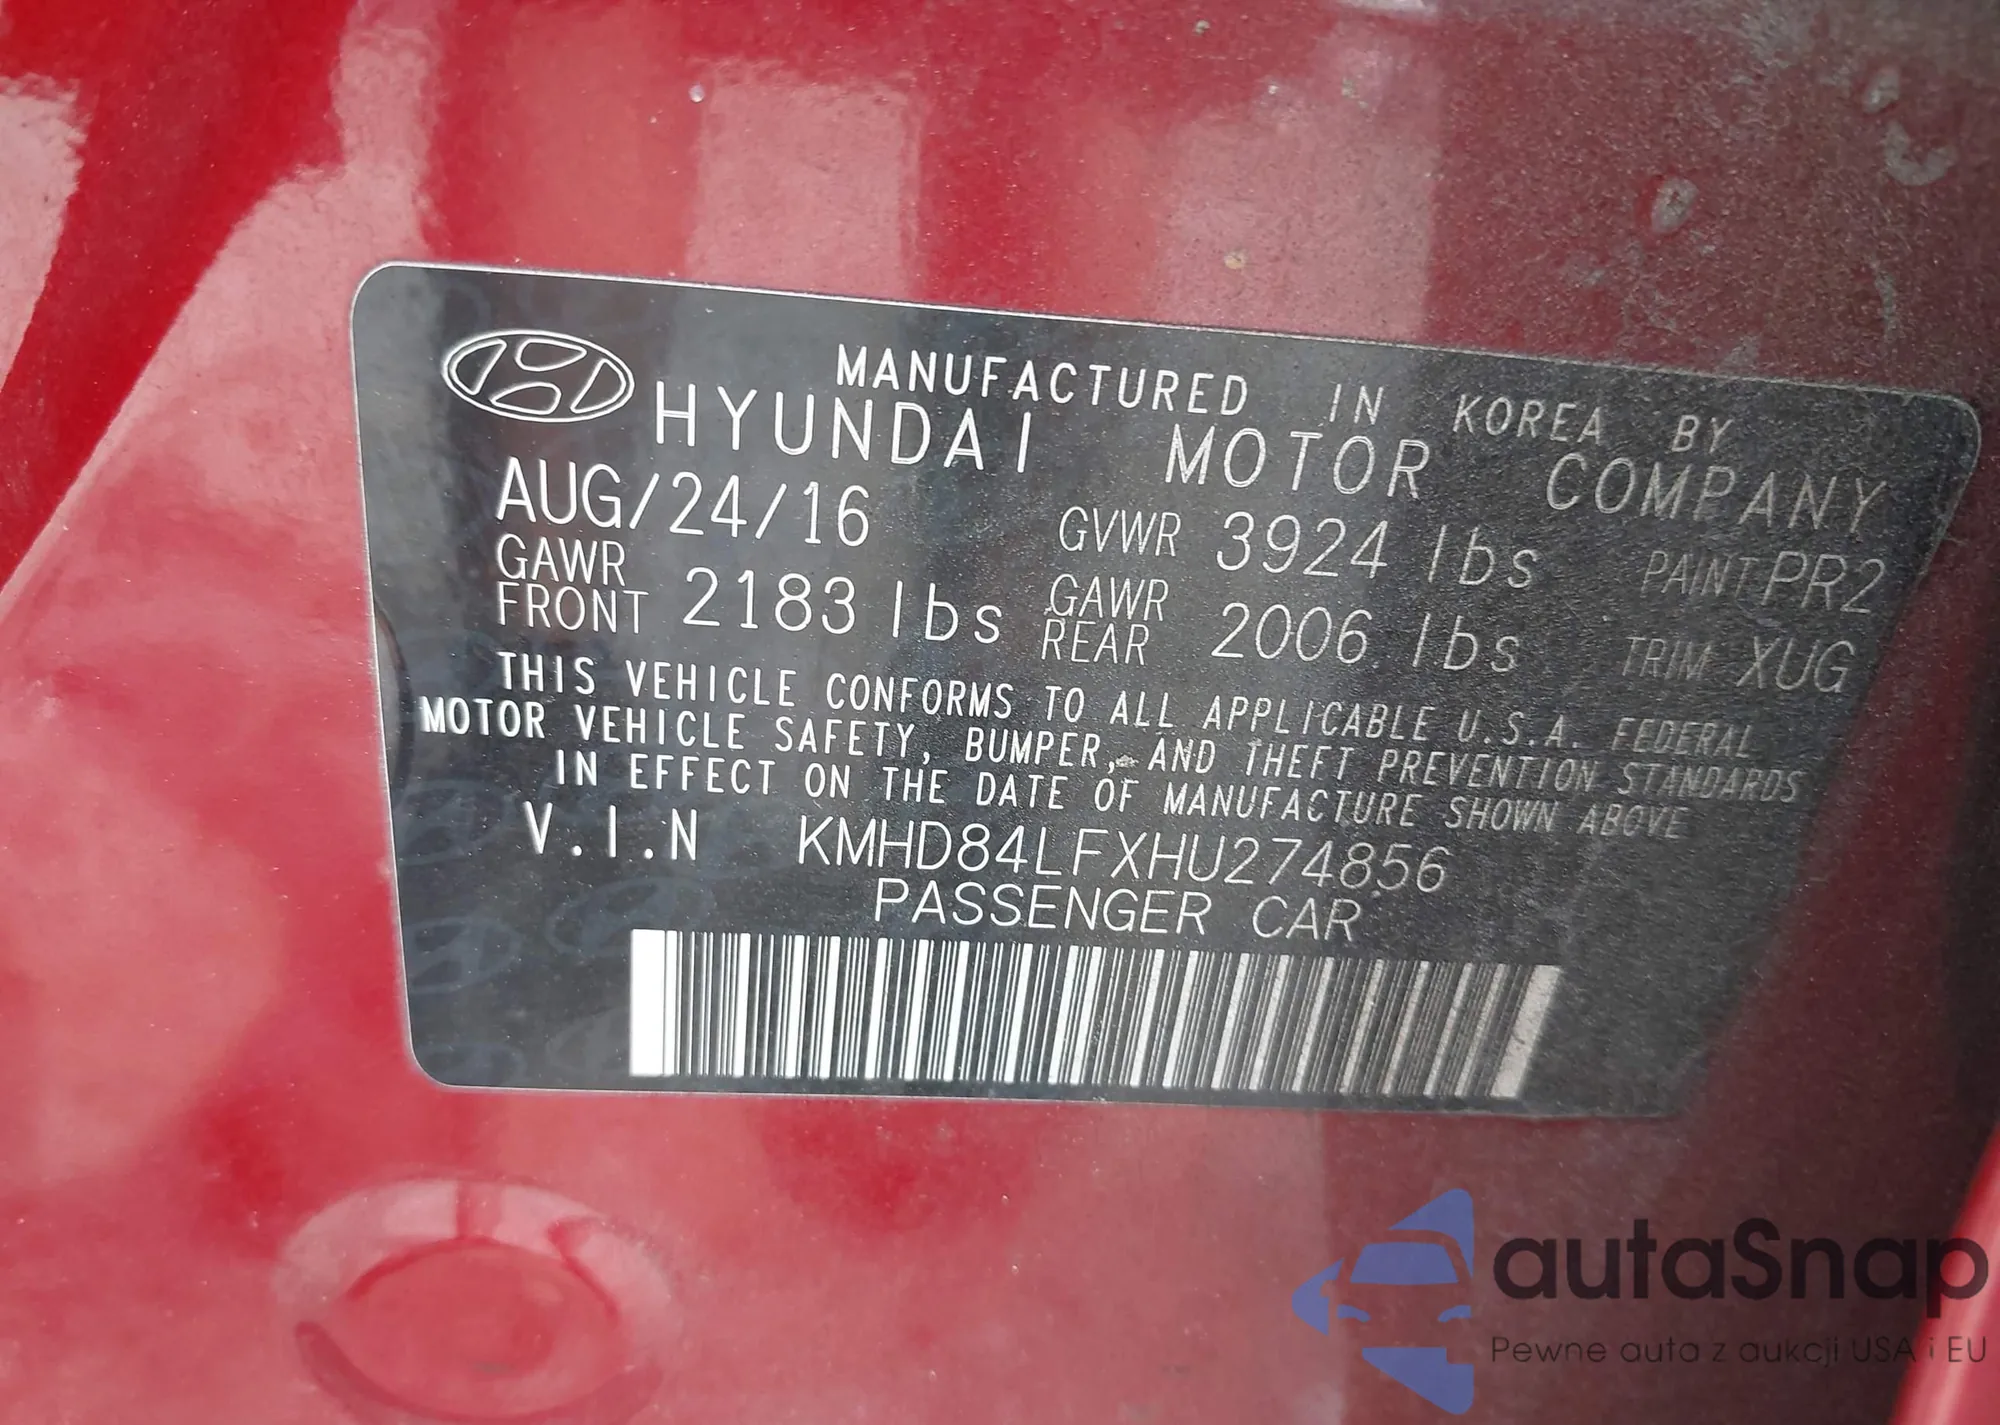 MANUFACTURED IN KOREA BY
HYUNDAI MOTOR COMPANY
AUG/24/16 GVWR 3924 lbs PAINT PR2
GAWR FRONT 2183 lbs GAWR REAR 2006 lbs TRIM XUG
THIS VEHICLE CONFORMS TO ALL APPLICABLE U.S.A. FEDERAL
MOTOR VEHICLE SAFETY, BUMPER, AND THEFT PREVENTION STANDARDS
IN EFFECT ON THE DATE OF MANUFACTURE SHOWN ABOVE
V.I.N KMHD84LFXHU274856
PASSENGER CAR
autaSnap
Pewne auta z aukcji USA i EU